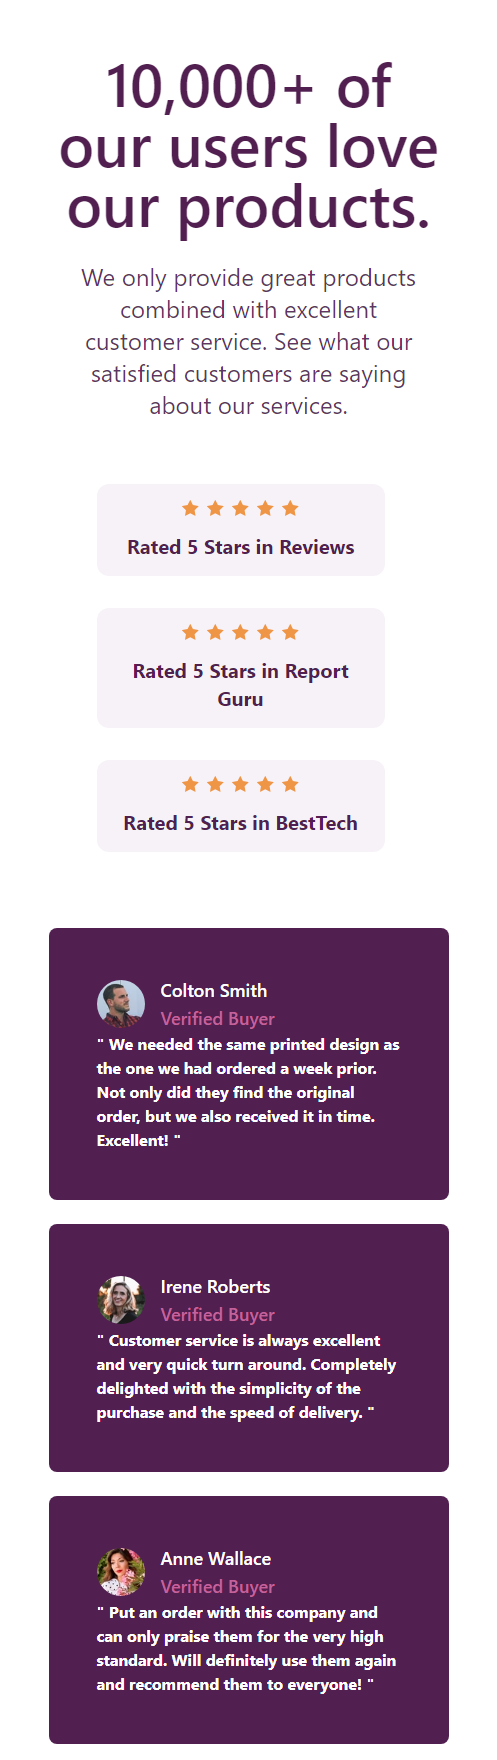 10,000+ of
our users love
our products.
We only provide great products
combined with excellent
customer service. See what our
satisfied customers are saying
about our services.
Rated 5 Stars in Reviews
Rated 5 Stars in Report
Guru
Rated 5 Stars in BestTech
Colton Smith
Verified Buyer
" We needed the same printed design as
the one we had ordered a week prior.
Not only did they find the original
order, but we also received it in time.
Excellent! "
Irene Roberts
Verified Buyer
" Customer service is always excellent
and very quick turn around. Completely
delighted with the simplicity of the
purchase and the speed of delivery. "
Anne Wallace
Verified Buyer
" Put an order with this company and
can only praise them for the very high
standard. Will definitely use them again
and recommend them to everyone! "